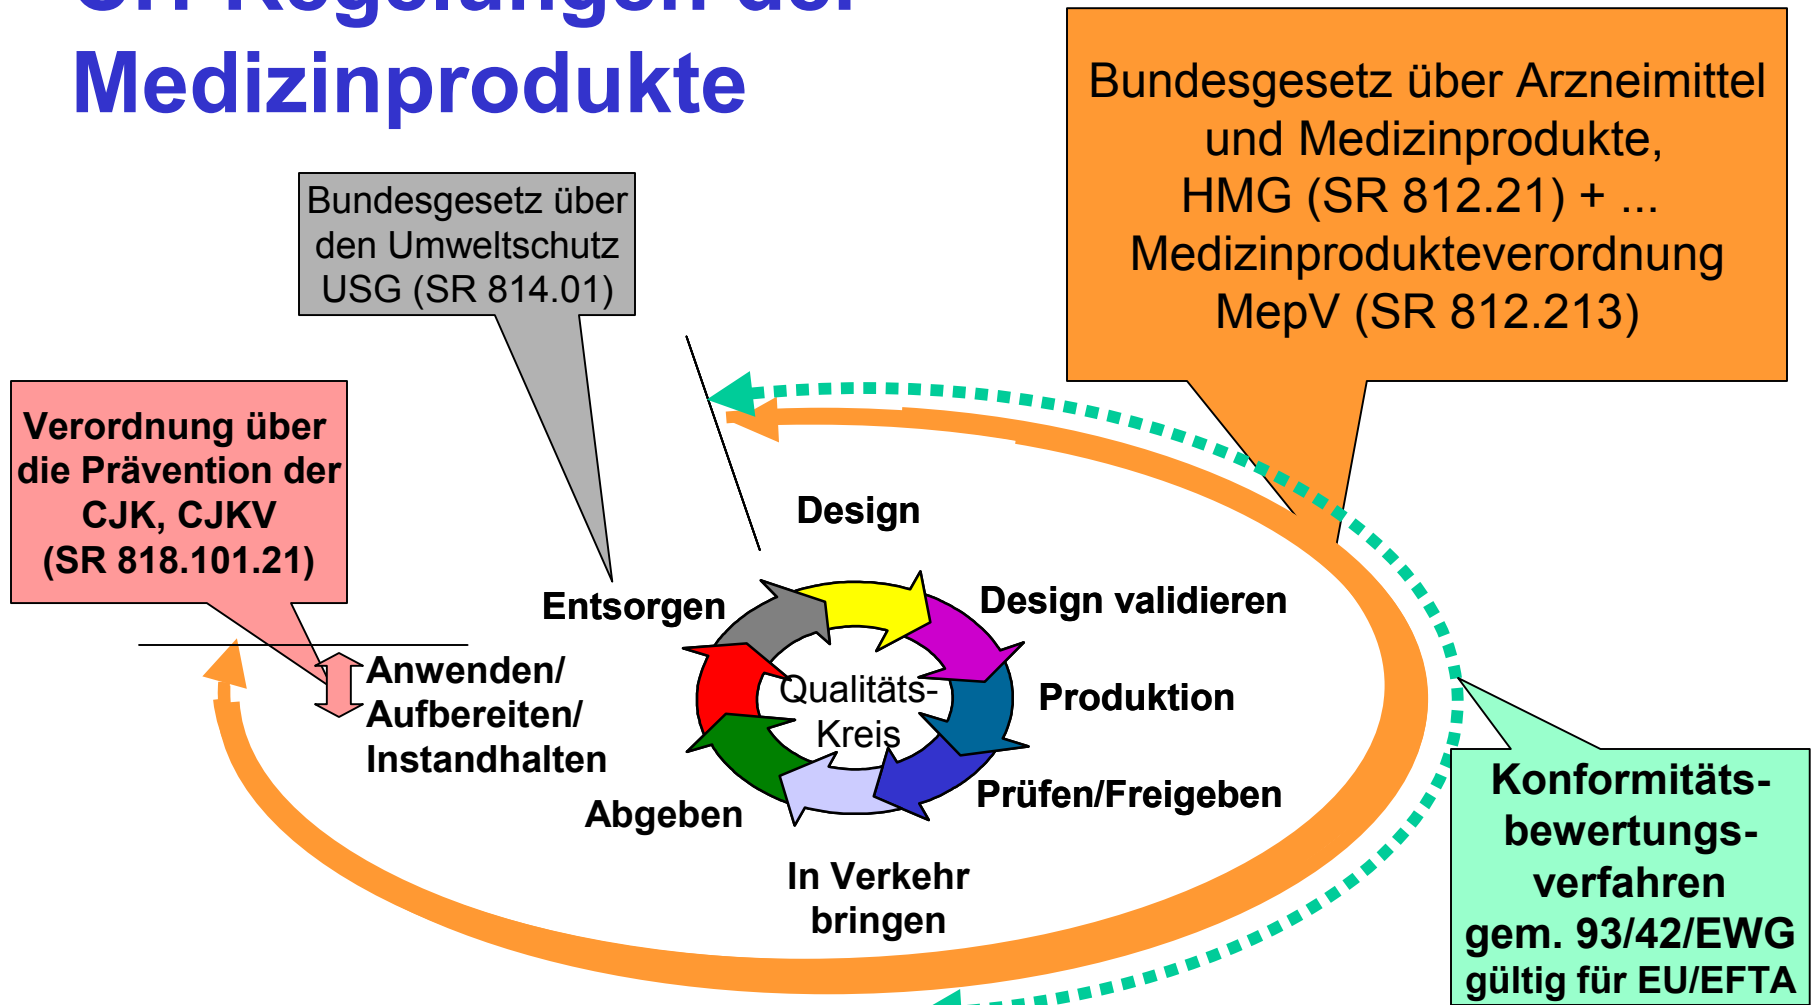 CH-Regelungen der
Medizinprodukte
Bundesgesetz über Arzneimittel
und Medizinprodukte,
HMG (SR 812.21) + ...
Medizinprodukteverordnung
MepV (SR 812.213)
Bundesgesetz über
den Umweltschutz
USG (SR 814.01)
Verordnung über
die Prävention der
CJK, CJKV
(SR 818.101.21)
Design
Entsorgen
Design validieren
Anwenden/
Aufbereiten/
Instandhalten
Qualitäts-
Kreis
Produktion
Prüfen/Freigeben
Abgeben
In Verkehr
bringen
Konformitäts-
bewertungs-
verfahren
gem. 93/42/EWG
gültig für EU/EFTA